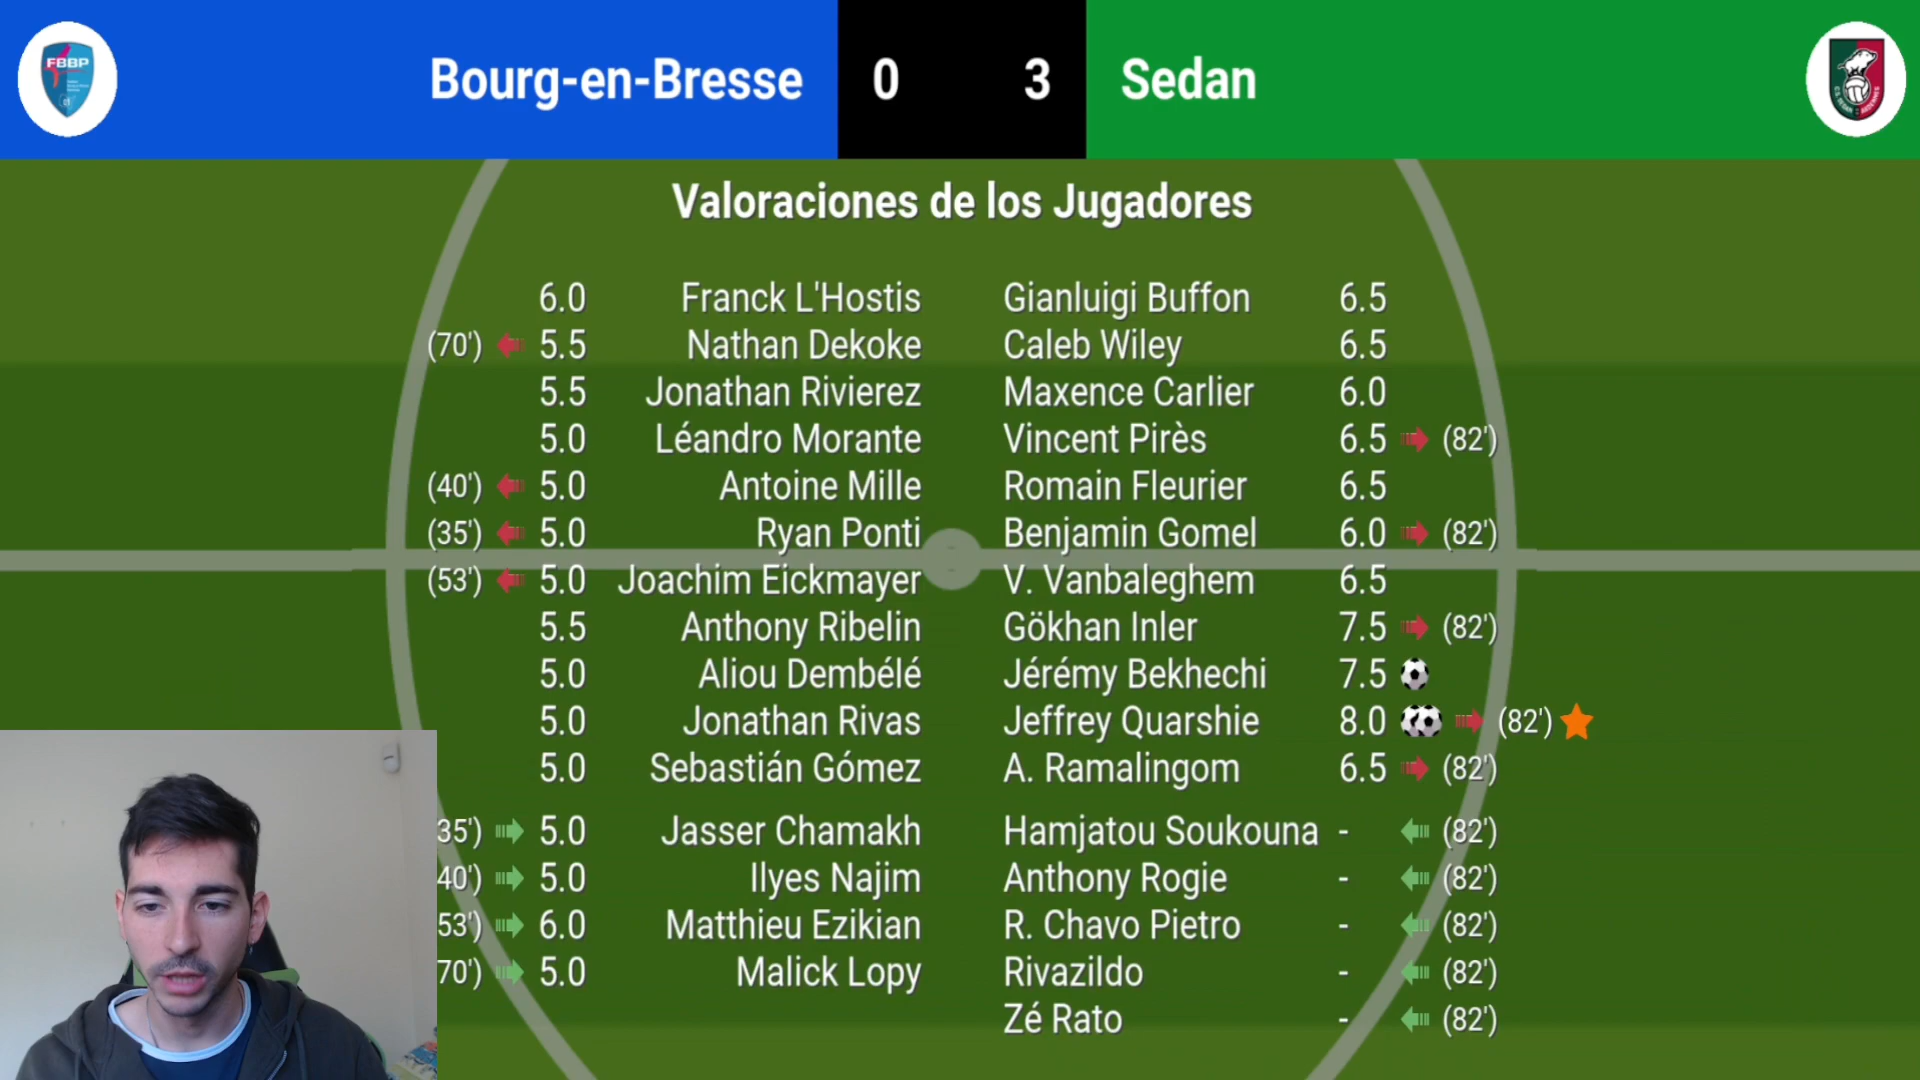 FBBP
01
Bourg-en-Bresse 0 3 Sedan
Valoraciones de los Jugadores
6.0 Franck L'Hostis Gianluigi Buffon 6.5
(70') 5.5 Nathan Dekoke Caleb Wiley 6.5
5.5 Jonathan Rivierez Maxence Carlier 6.0
5.0 Léandro Morante Vincent Pirès 6.5 (82')
(40') 5.0 Antoine Mille Romain Fleurier 6.5
(35') 5.0 Ryan Ponti Benjamin Gomel 6.0 (82')
(53') 5.0 Joachim Eickmayer V. Vanbaleghem 6.5
5.5 Anthony Ribelin Gökhan Inler 7.5 (82')
5.0 Aliou Dembélé Jérémy Bekhechi 7.5
5.0 Jonathan Rivas Jeffrey Quarshie 8.0 (82')
5.0 Sebastián Gómez A. Ramalingom 6.5 (82')
35') 5.0 Jasser Chamakh Hamjatou Soukouna - (82')
40') 5.0 Ilyes Najim Anthony Rogie - (82')
53') 6.0 Matthieu Ezikian R. Chavo Pietro - (82')
70') 5.0 Malick Lopy Rivazildo - (82')
Zé Rato - (82')